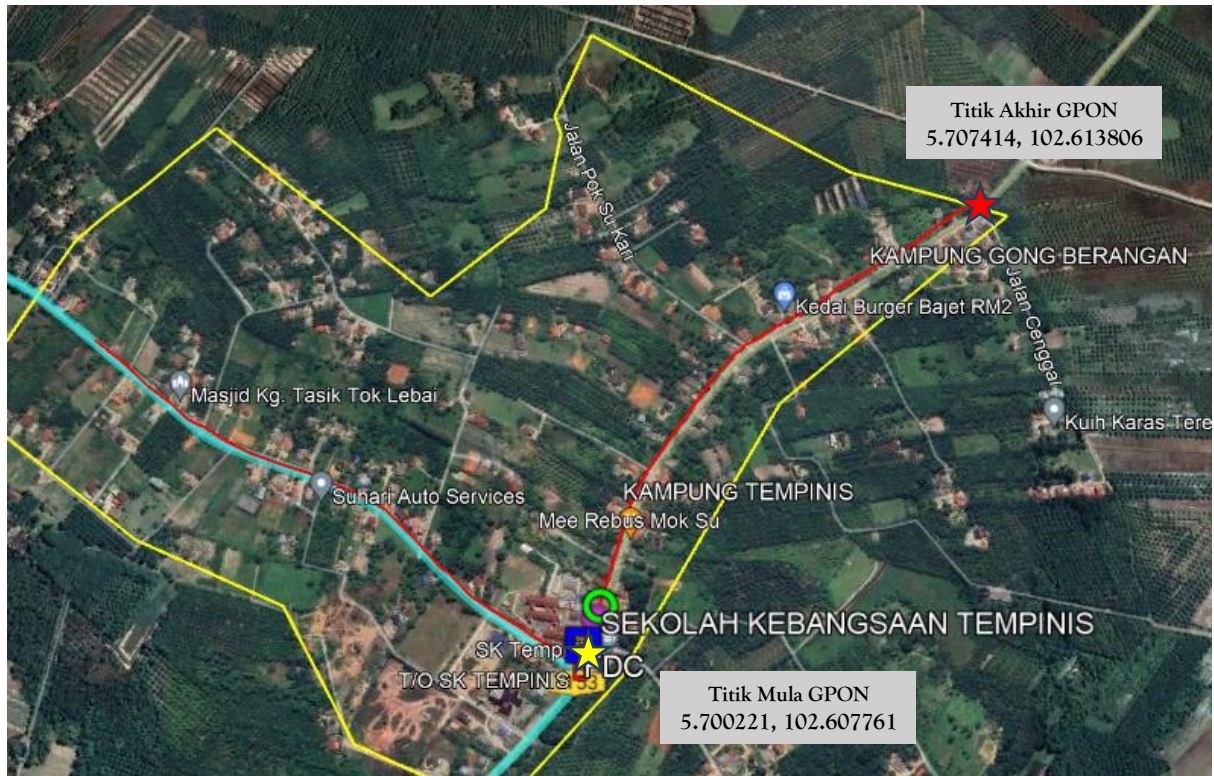 Titik Akhir GPON
5.707414, 102.613806
Jalan Pok Su Kari
KAMPUNG GONG BERANGAN
Jalan Cenggal
Kedai Burger Bajet RM2
Masjid Kg. Tasik Tok Lebai
Kuih Karas Tere
Suhari Auto Services
KAMPUNG TEMPINIS
Mee Rebus Mok Su
SEKOLAH KEBANGSAAN TEMPINIS
SK Temp
DC
T/O SK TEMPINIS
53
Titik Mula GPON
5.700221, 102.607761